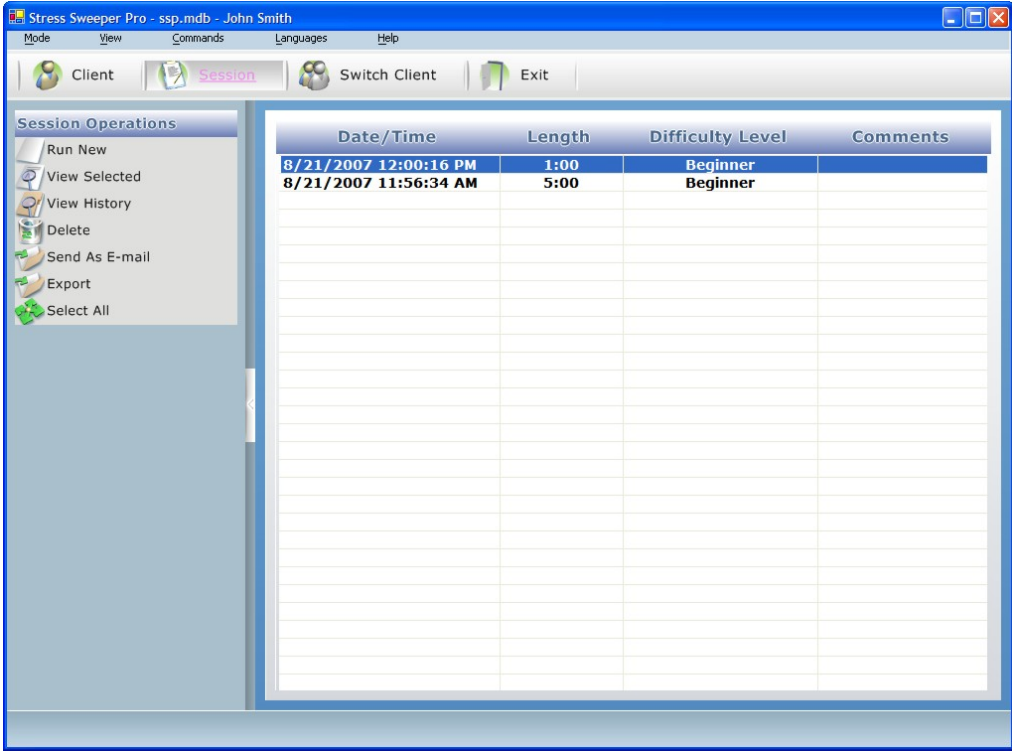 Stress Sweeper Pro - ssp.mdb - John Smith
Mode View Commands Languages Help
Client Session Switch Client Exit
Session Operations
Run New
View Selected
View History
Delete
Send As E-mail
Export
Select All
Date/Time Length Difficulty Level Comments
8/21/2007 12:00:16 PM 1:00 Beginner
8/21/2007 11:56:34 AM 5:00 Beginner